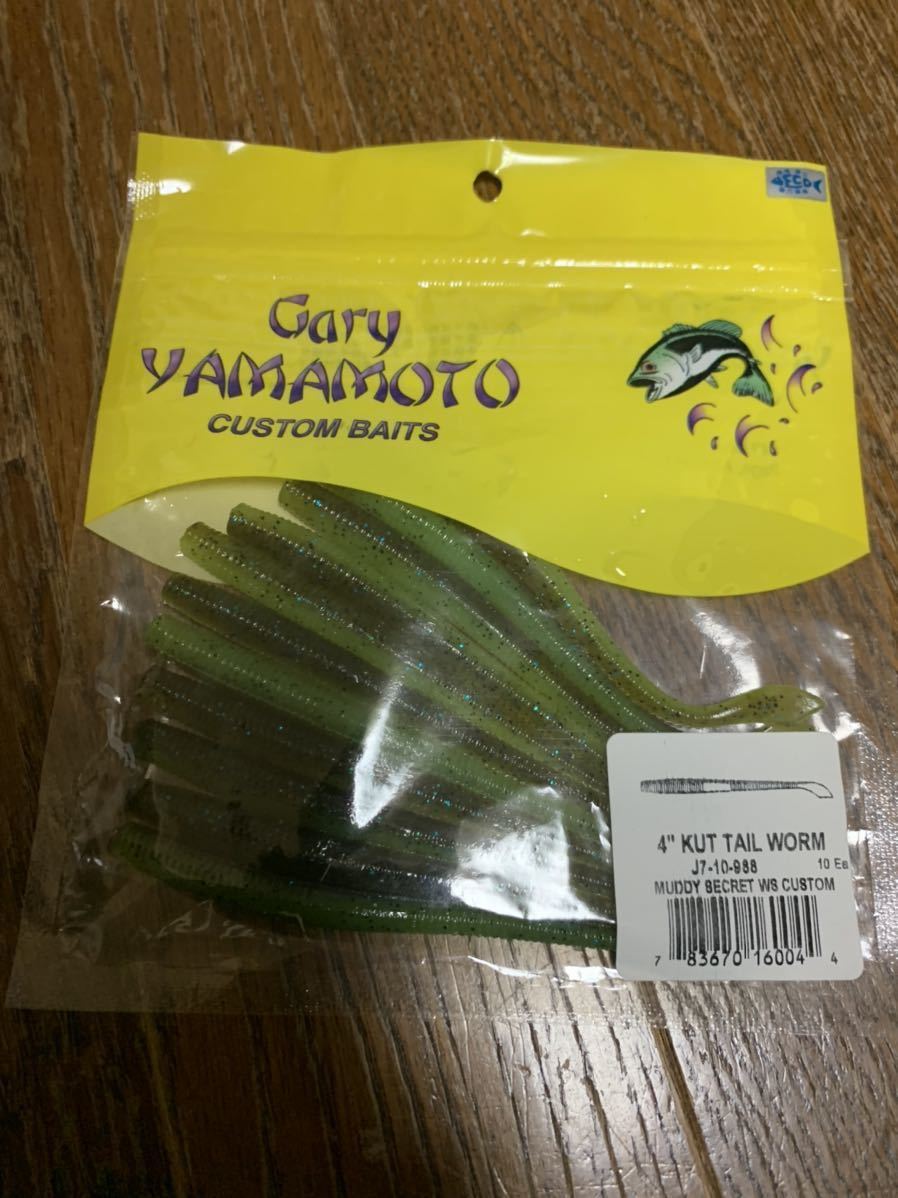 ECO
Gary
YAMAMOTO
CUSTOM BAITS
4" KUT TAIL WORM
J7-10-988 10 Ea
MUDDY SECRET WS CUSTOM
7 83670 16004 4